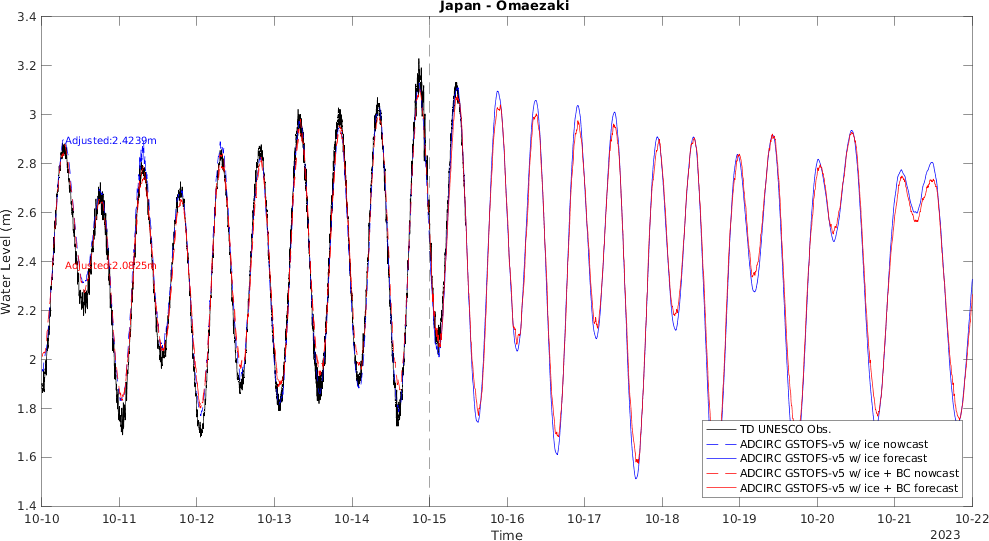 Japan - Omaezaki
3.4
3.2
3
2.8
2.6
2.4
2.2
2
1.8
1.6
1.4
Water Level (m)
Adjusted:2.4239m
Adjusted:2.0825m
TD UNESCO Obs.
ADCIRC GSTOFS-v5 w/ ice nowcast
ADCIRC GSTOFS-v5 w/ ice forecast
ADCIRC GSTOFS-v5 w/ ice + BC nowcast
ADCIRC GSTOFS-v5 w/ ice + BC forecast
10-10 10-11 10-12 10-13 10-14 10-15 10-16 10-17 10-18 10-19 10-20 10-21 10-22
Time
2023